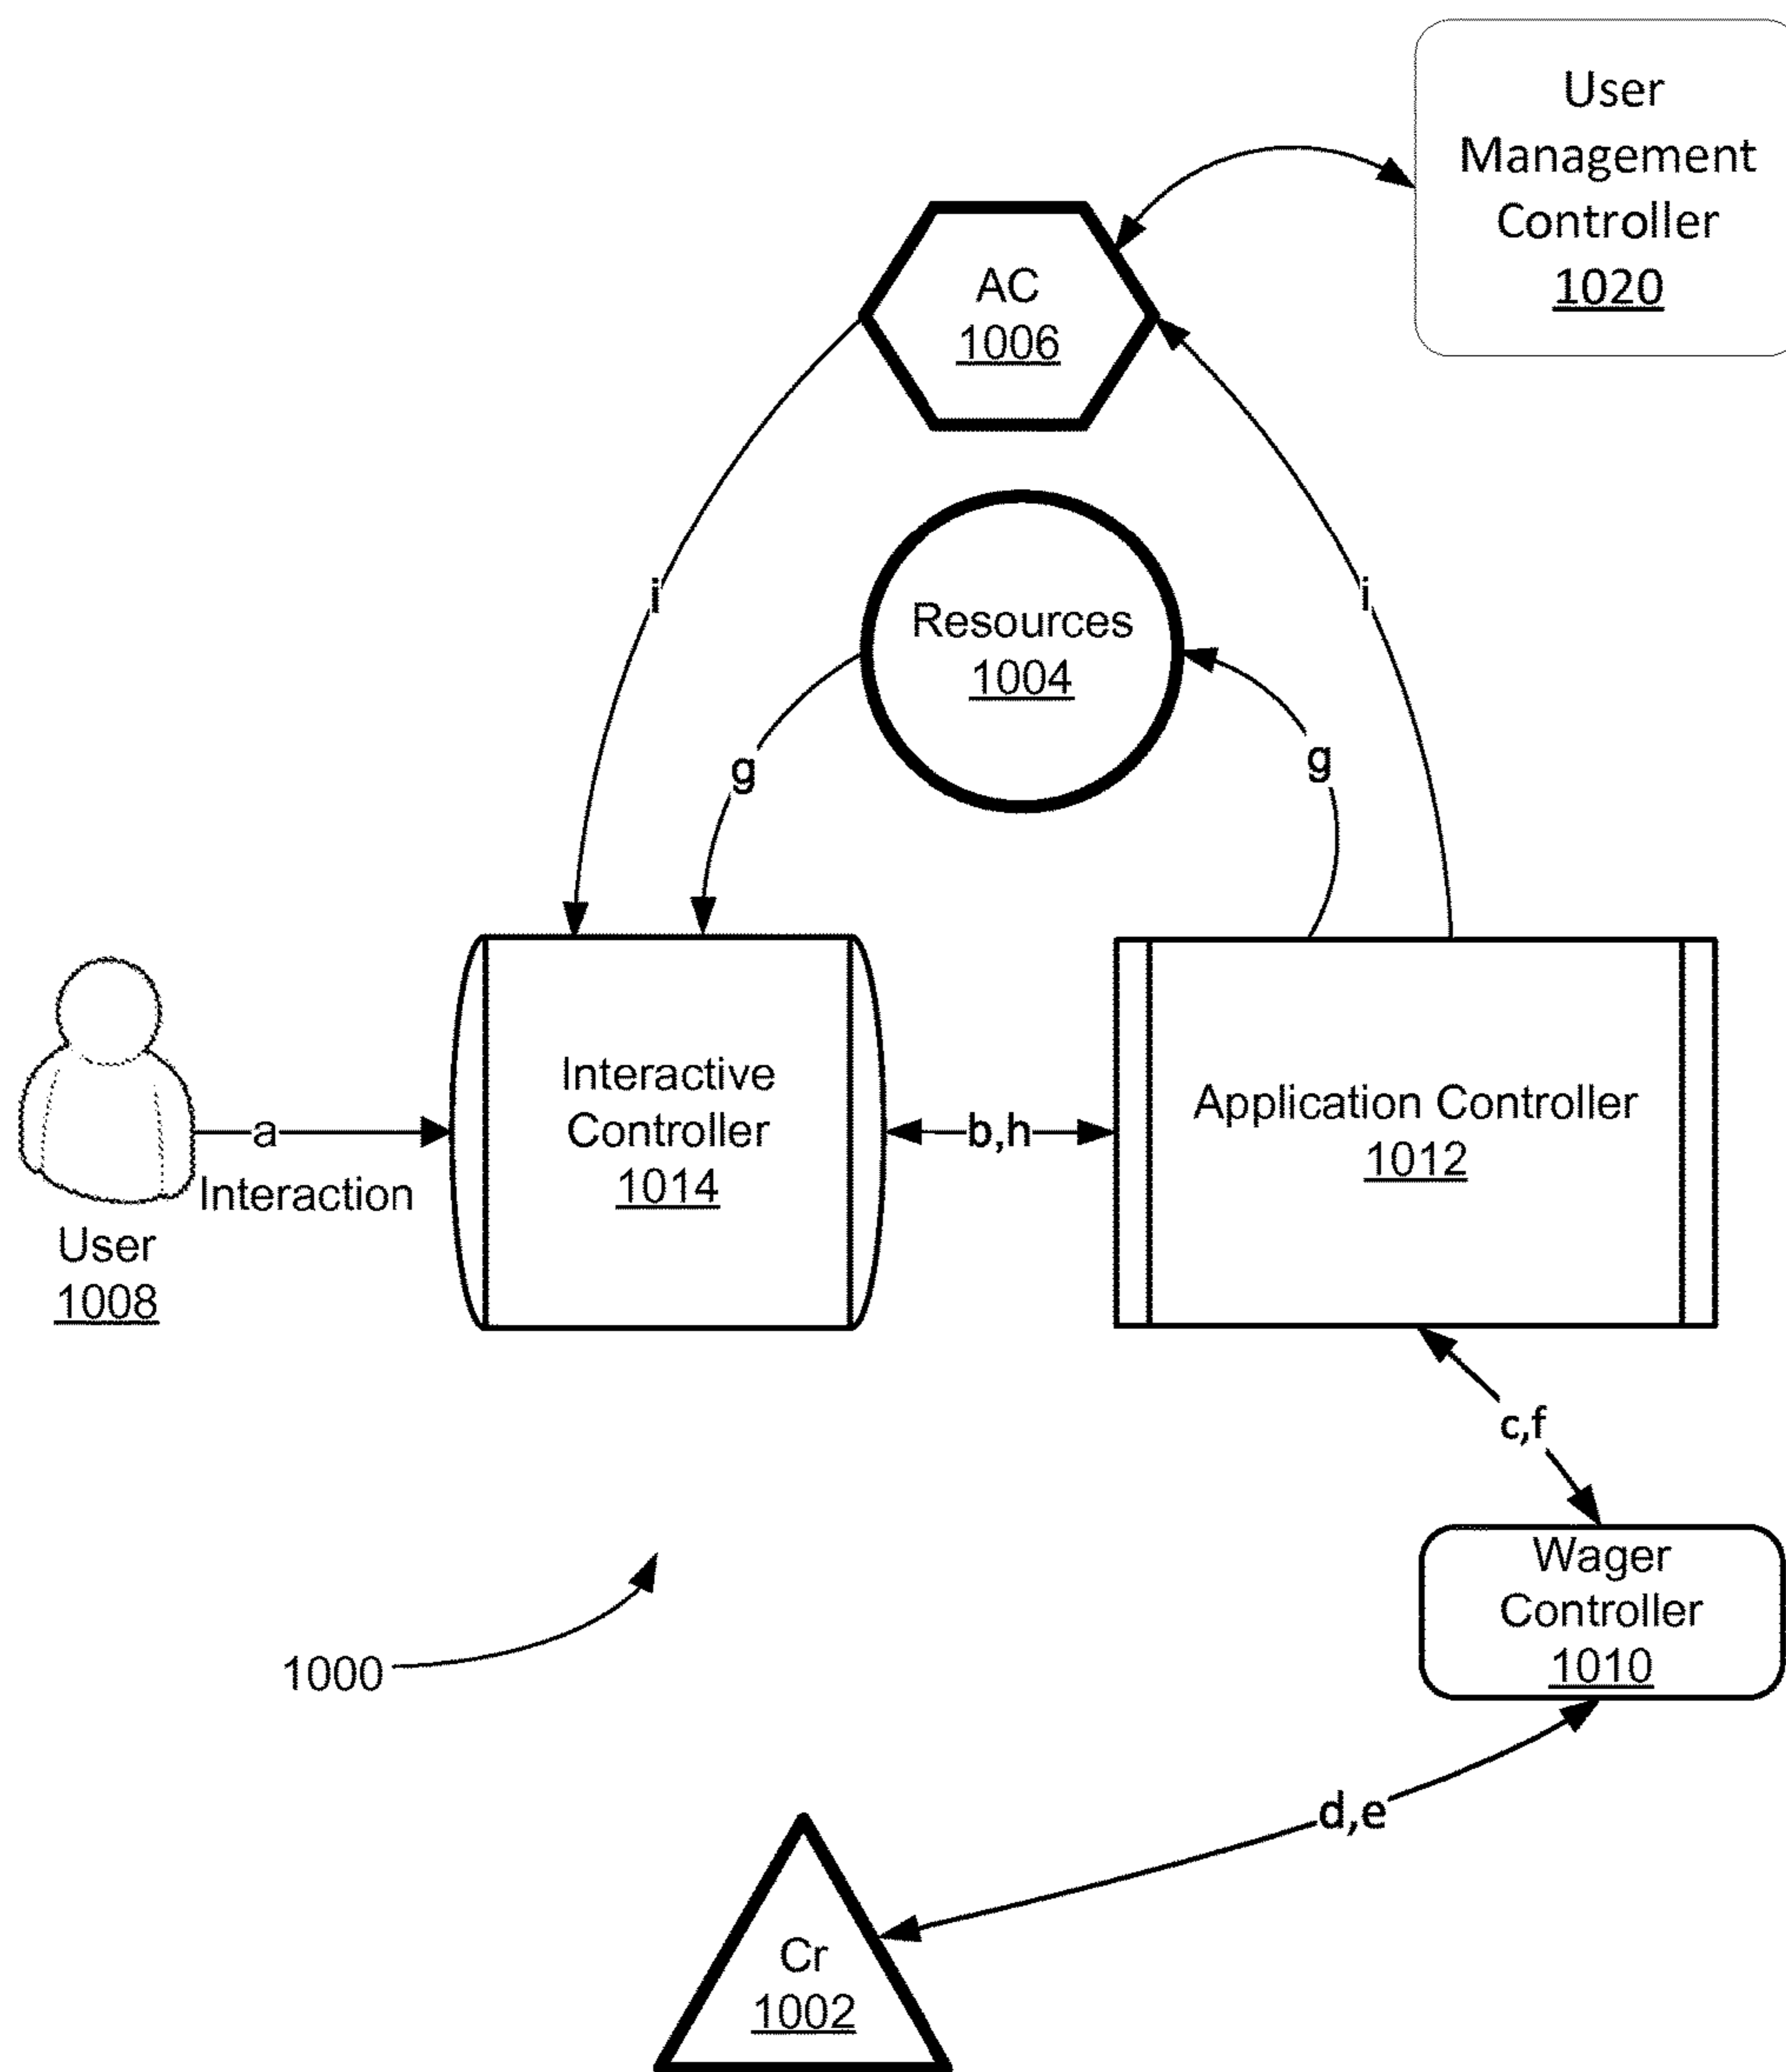 User
Management
Controller
1020
AC
1006
i
i
Resources
1004
g
g
Interactive
Controller
1014
Application Controller
1012
a
Interaction
b,h
User
1008
c,f
Wager
Controller
1010
1000
d,e
Cr
1002